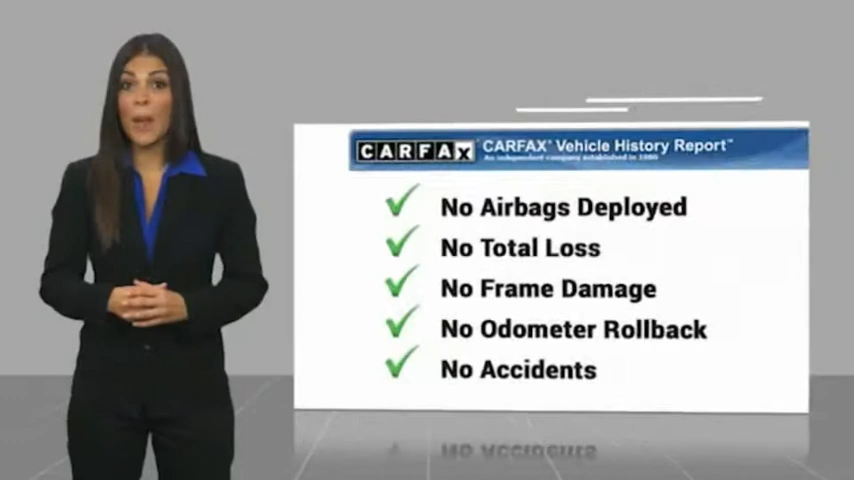 CARFAX CARFAX® Vehicle History Report™
An independent company established in 1986
No Airbags Deployed
No Total Loss
No Frame Damage
No Odometer Rollback
No Accidents